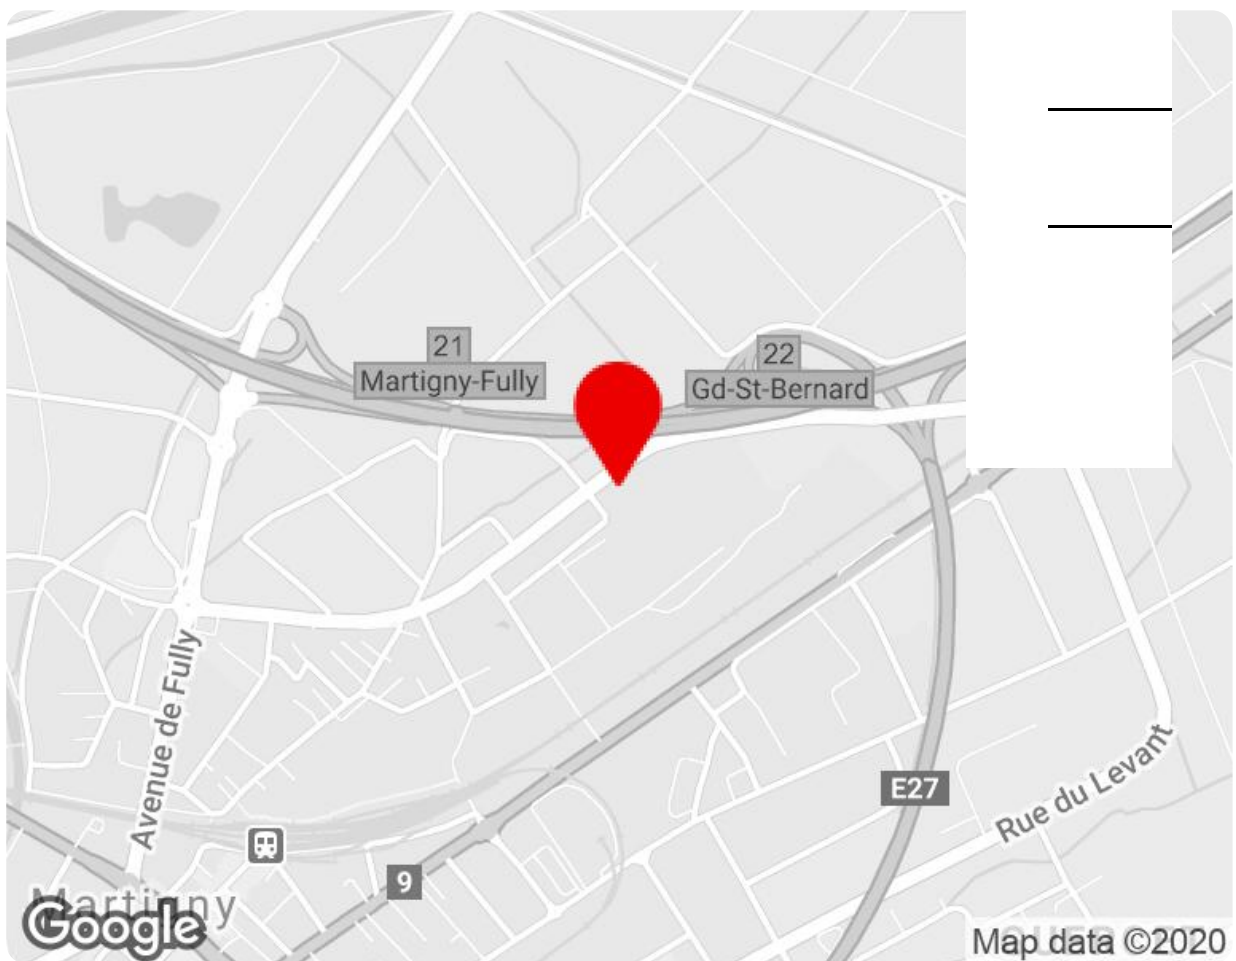 21
Martigny-Fully
22
Gd-St-Bernard
Avenue de Fully
E27
Rue du Levant
9
Martigny
Google
Map data ©2020